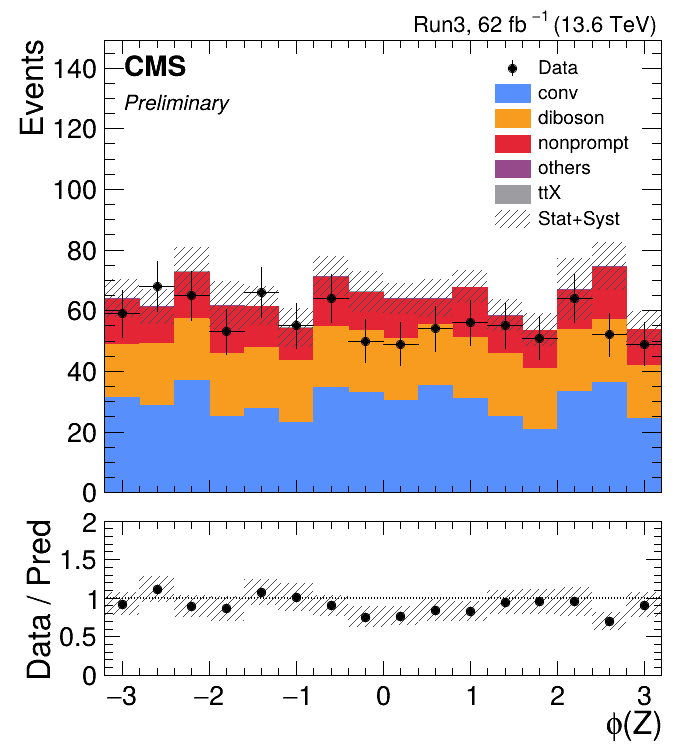 Run3, 62 fb⁻¹ (13.6 TeV)
CMS
Preliminary
Events
140
120
100
80
60
40
20
0
Data
conv
diboson
nonprompt
others
ttX
Stat+Syst
Data / Pred
2
1.5
1
0.5
0
−3 −2 −1 0 1 2 3
ϕ(Z)